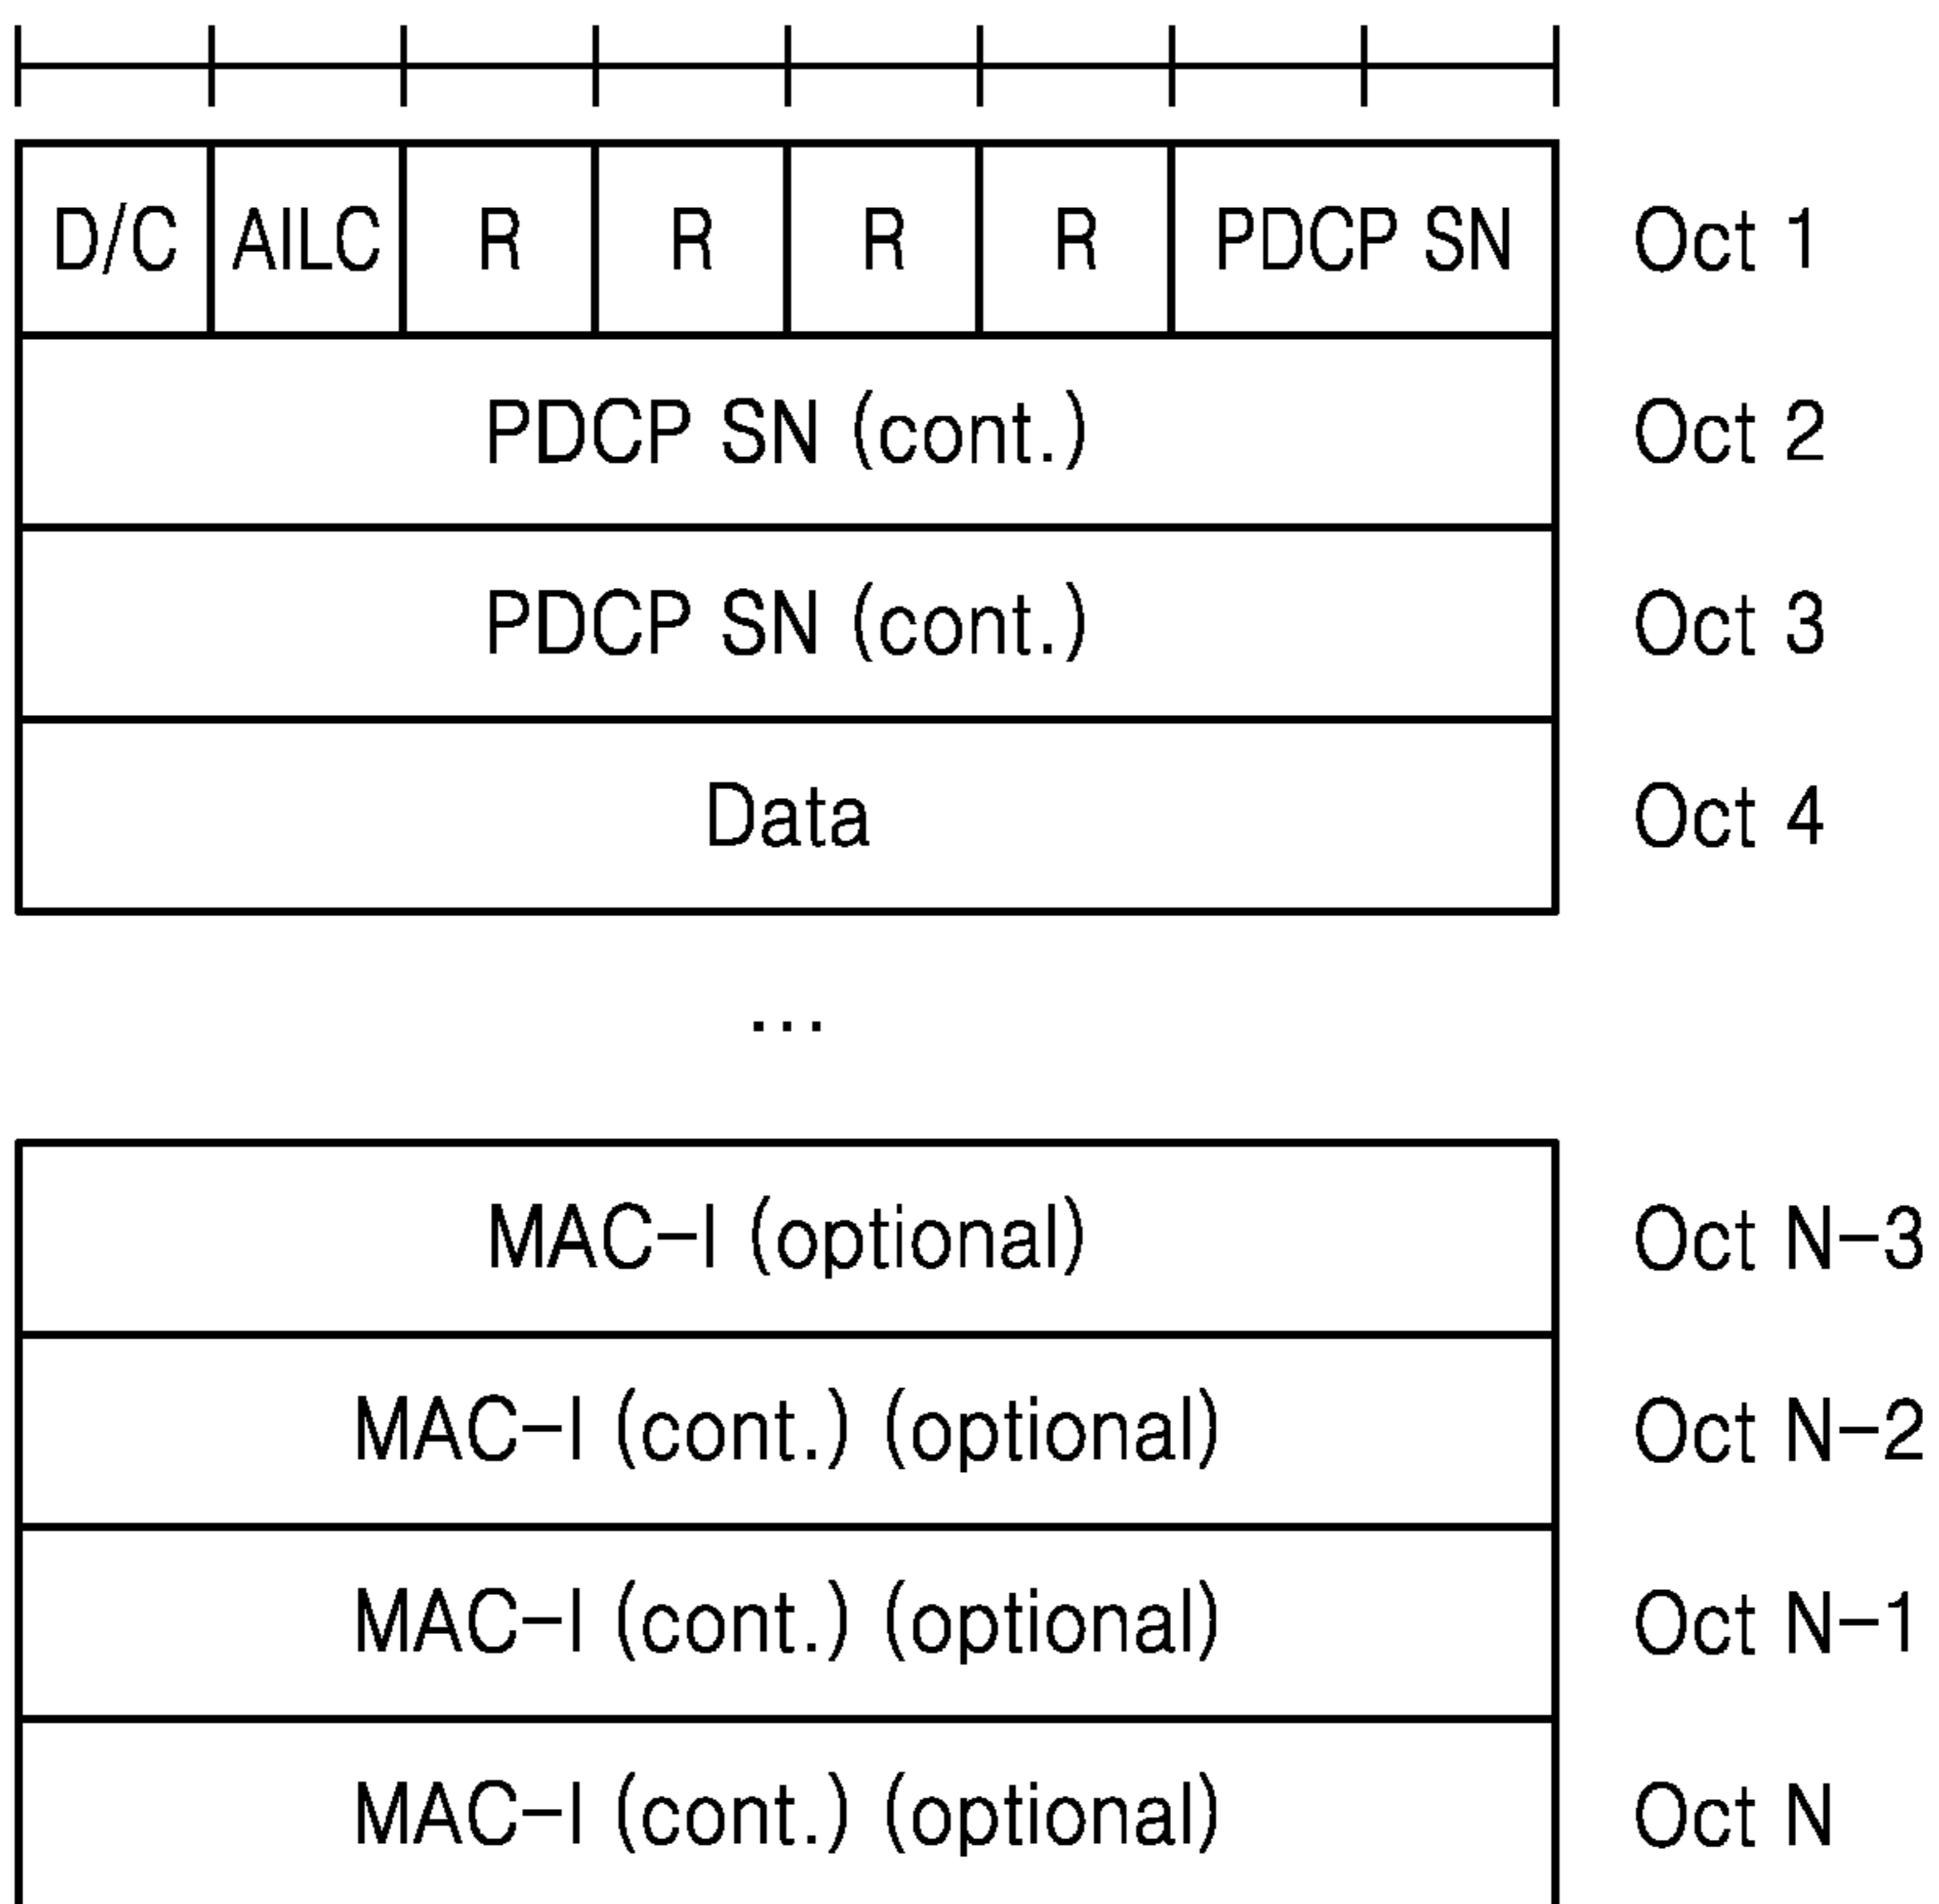 D/C AILC R R R R PDCP SN Oct 1
PDCP SN (cont.) Oct 2
PDCP SN (cont.) Oct 3
Data Oct 4
...
MAC-I (optional) Oct N-3
MAC-I (cont.) (optional) Oct N-2
MAC-I (cont.) (optional) Oct N-1
MAC-I (cont.) (optional) Oct N